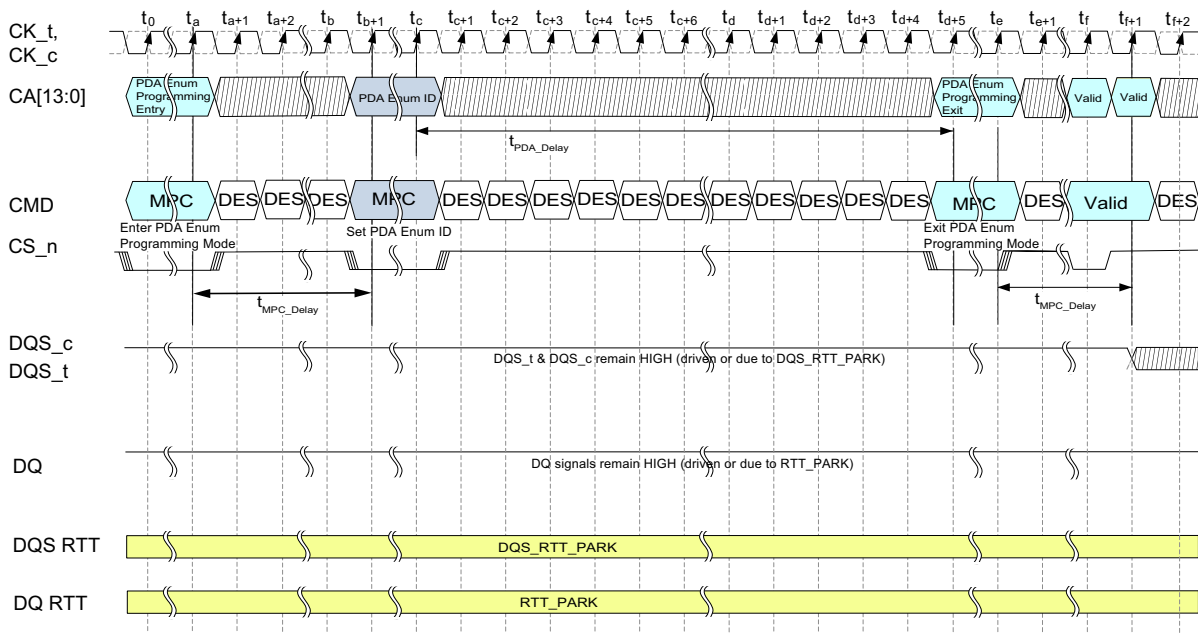 t0 ta ta+1 ta+2 tb tb+1 tc tc+1 tc+2 tc+3 tc+4 tc+5 tc+6 td td+1 td+2 td+3 td+4 td+5 te te+1 tf tf+1 tf+2
CK_t,
CK_c
CA[13:0]
PDA Enum
Programming
Entry
PDA Enum ID
PDA Enum
Programming
Exit
Valid Valid
tPDA_Delay
CMD
MPC DES DES DES MPC DES DES DES DES DES DES DES DES DES DES DES MPC DES Valid DES
Enter PDA Enum
Programming Mode
Set PDA Enum ID
Exit PDA Enum
Programming Mode
CS_n
tMPC_Delay
tMPC_Delay
DQS_c
DQS_t
DQS_t & DQS_c remain HIGH (driven or due to DQS_RTT_PARK)
DQ
DQ signals remain HIGH (driven or due to RTT_PARK)
DQS RTT
DQS_RTT_PARK
DQ RTT
RTT_PARK